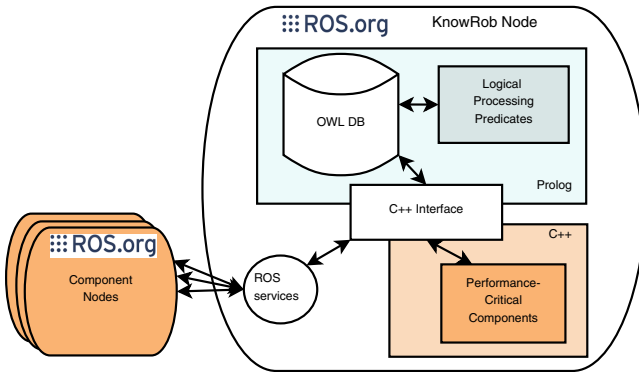 ROS.org
KnowRob Node
OWL DB
Logical
Processing
Predicates
Prolog
C++ Interface
C++
ROS.org
Component
Nodes
ROS
services
Performance-
Critical
Components